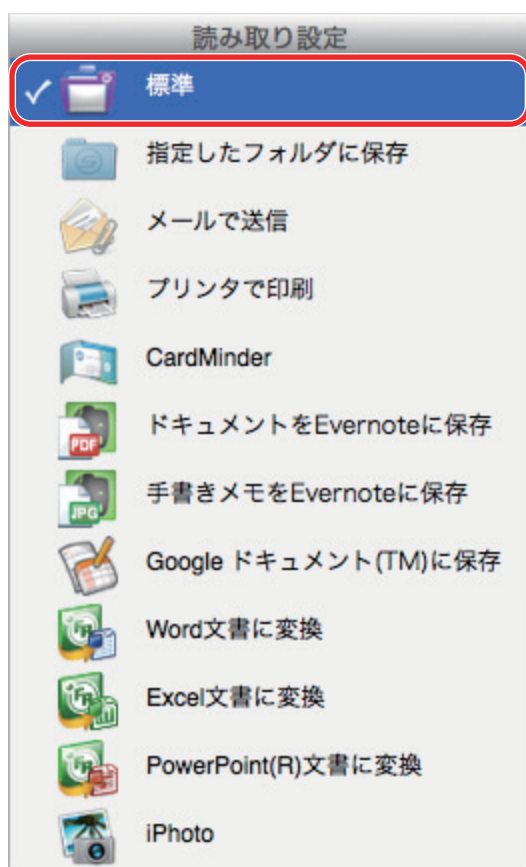 読み取り設定
標準
指定したフォルダに保存
メールで送信
プリンタで印刷
CardMinder
PDF
ドキュメントをEvernoteに保存
JPG
手書きメモをEvernoteに保存
Google ドキュメント(TM)に保存
Word文書に変換
Excel文書に変換
PowerPoint(R)文書に変換
iPhoto